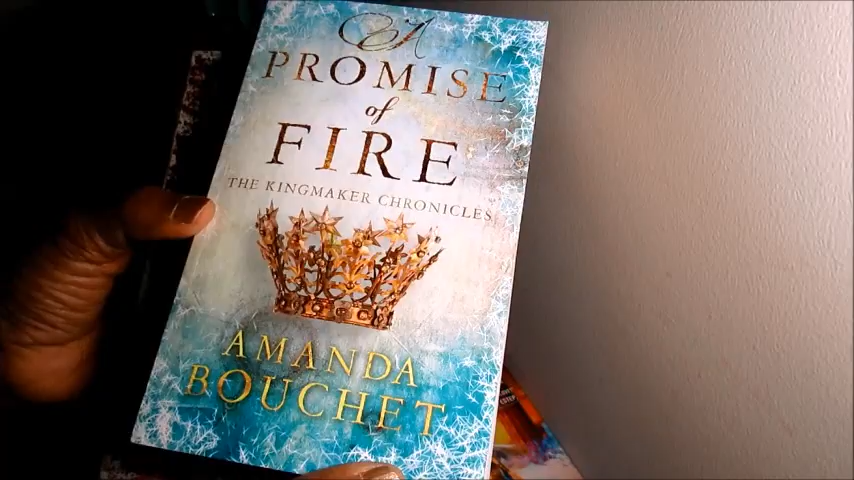 A
PROMISE
of
FIRE
THE KINGMAKER CHRONICLES
AMANDA
BOUCHET